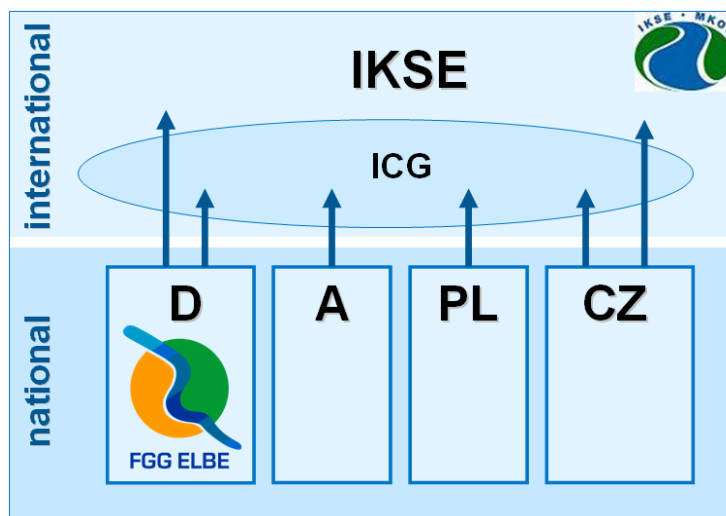 international
IKSE
IKSE · MKOL
ICG
national
D
A
PL
CZ
FGG ELBE